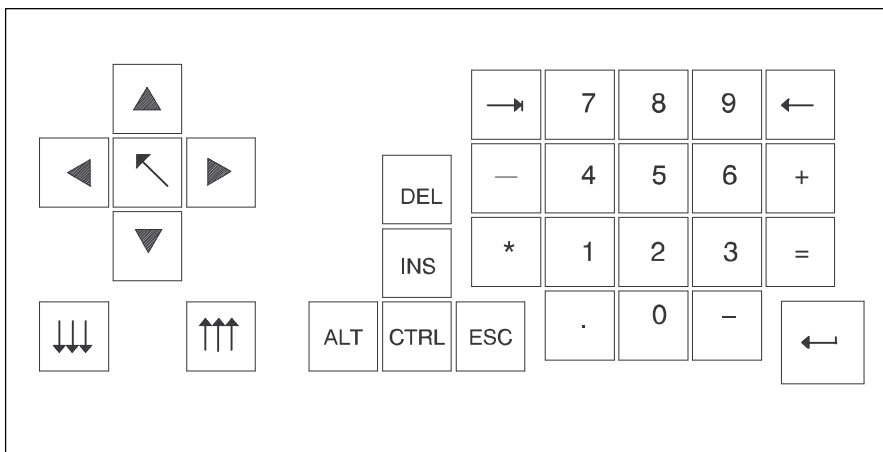 7 8 9
DEL
— 4 5 6 +
INS
* 1 2 3 =
ALT CTRL ESC
. 0 –